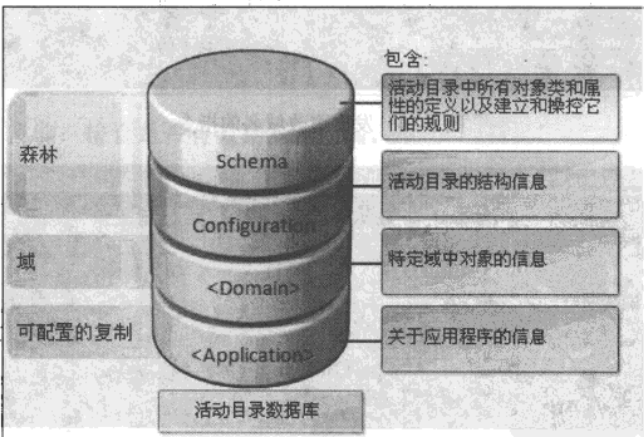 包含:
活动目录中所有对象类和属
性的定义以及建立和操控它
们的规则
森林
Schema
活动目录的结构信息
Configuration
域
特定域中对象的信息
<Domain>
可配置的复制
关于应用程序的信息
<Application>
活动目录数据库